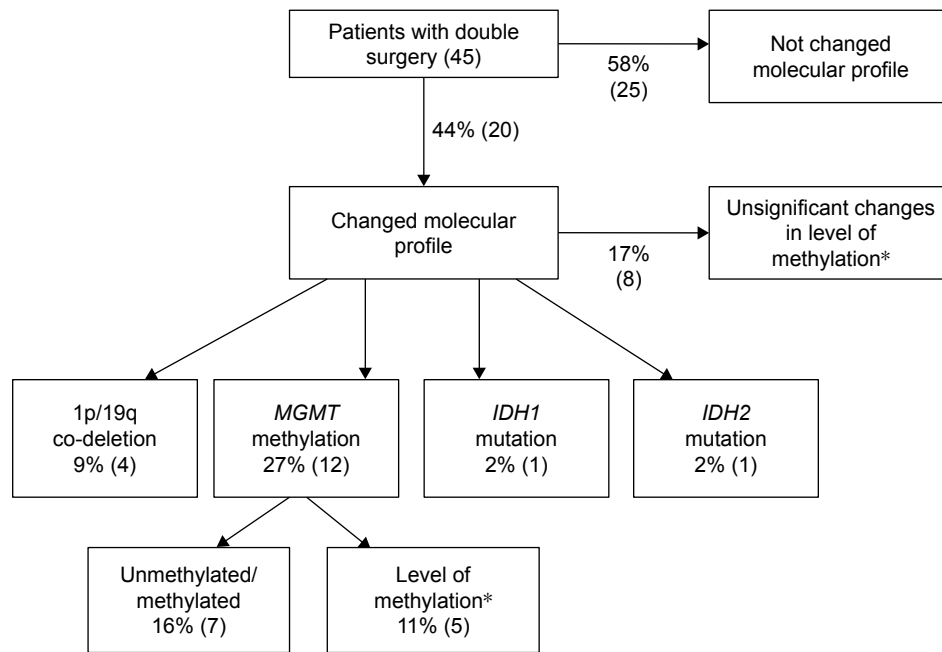 Patients with double
surgery (45)
58%
(25)
Not changed
molecular profile
44% (20)
Changed molecular
profile
17%
(8)
Unsignificant changes
in level of
methylation*
1p/19q
co-deletion
9% (4)
MGMT
methylation
27% (12)
IDH1
mutation
2% (1)
IDH2
mutation
2% (1)
Unmethylated/
methylated
16% (7)
Level of
methylation*
11% (5)